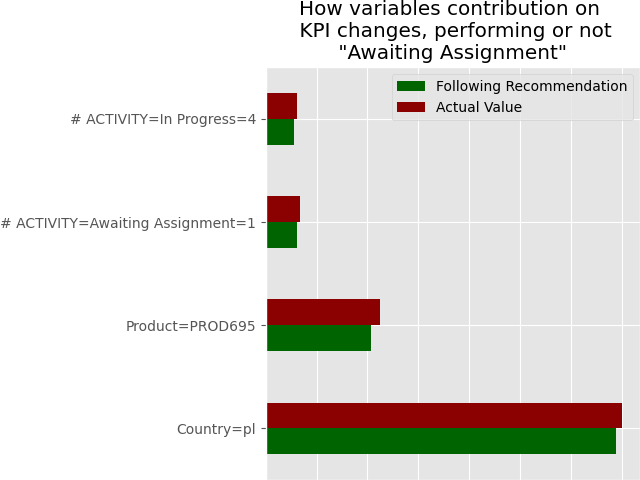 How variables contribution on
KPI changes, performing or not
"Awaiting Assignment"
Following Recommendation
Actual Value
# ACTIVITY=In Progress=4
# ACTIVITY=Awaiting Assignment=1
Product=PROD695
Country=pl